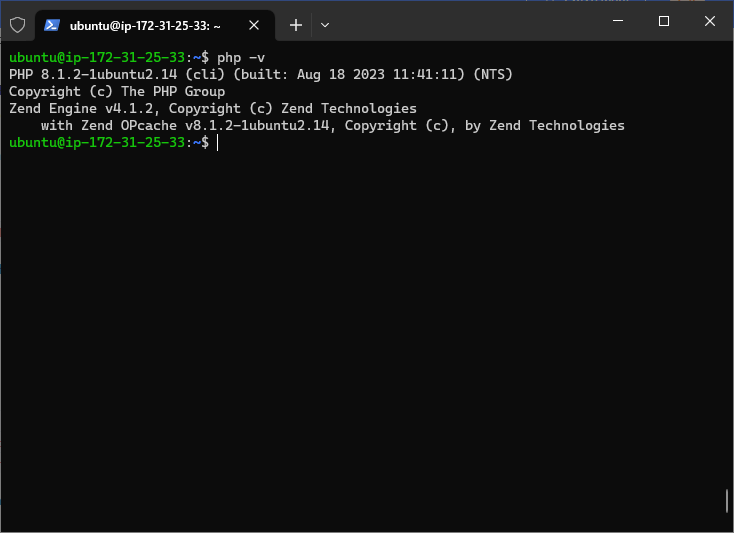 ubuntu@ip-172-31-25-33: ~
ubuntu@ip-172-31-25-33:~$ php -v
PHP 8.1.2-1ubuntu2.14 (cli) (built: Aug 18 2023 11:41:11) (NTS)
Copyright (c) The PHP Group
Zend Engine v4.1.2, Copyright (c) Zend Technologies
    with Zend OPcache v8.1.2-1ubuntu2.14, Copyright (c), by Zend Technologies
ubuntu@ip-172-31-25-33:~$